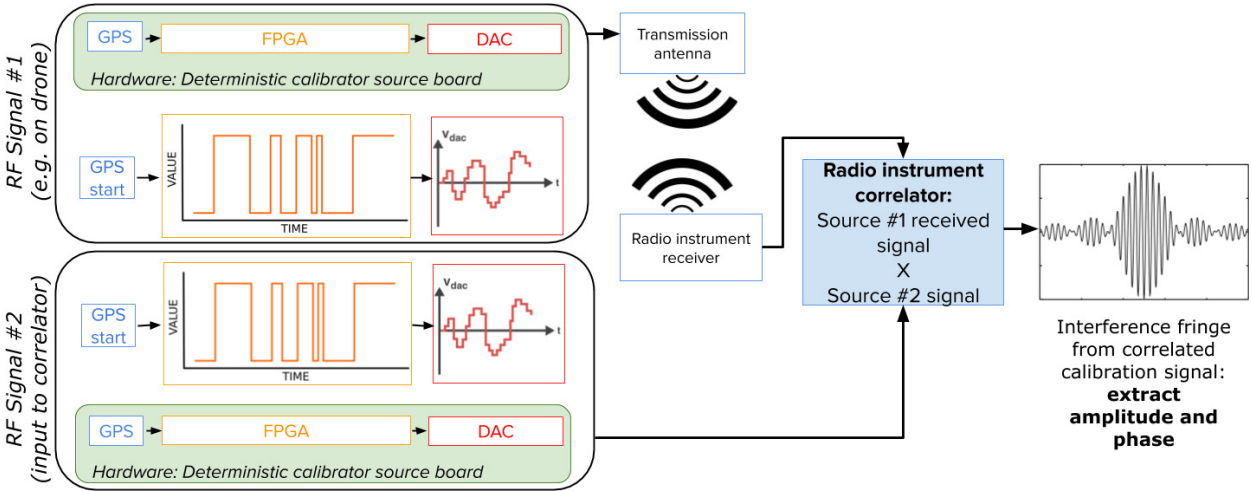 RF Signal #1
(e.g. on drone)
GPS
FPGA
DAC
Hardware: Deterministic calibrator source board
GPS
start
VALUE
TIME
Vdac
t
Transmission
antenna
Radio instrument
receiver
Radio instrument
correlator:
Source #1 received
signal
X
Source #2 signal
Interference fringe
from correlated
calibration signal:
extract
amplitude and
phase
RF Signal #2
(input to correlator)
GPS
start
VALUE
TIME
Vdac
t
GPS
FPGA
DAC
Hardware: Deterministic calibrator source board